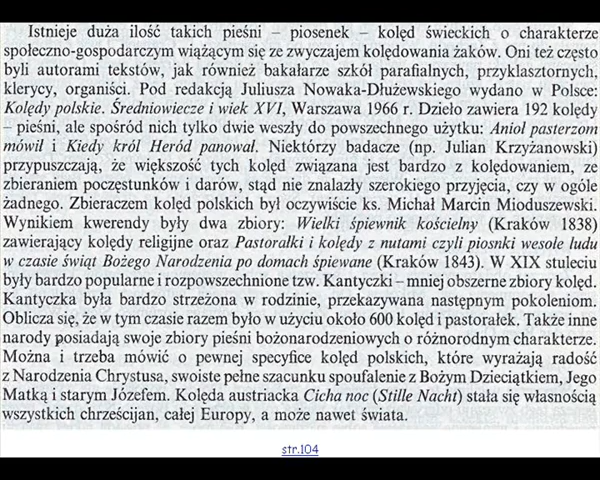 Istnieje duża ilość takich pieśni – piosenek – kolęd świeckich o charakterze
społeczno-gospodarczym wiążącym się ze zwyczajem kolędowania żaków. Oni też często
byli autorami tekstów, jak również bakałarze szkół parafialnych, przyklasztornych,
klerycy, organiści. Pod redakcją Juliusza Nowaka-Dłużewskiego wydano w Polsce:
Kolędy polskie. Średniowiecze i wiek XVI, Warszawa 1966 r. Dzieło zawiera 192 kolędy
– pieśni, ale spośród nich tylko dwie weszły do powszechnego użytku: Anioł pasterzom
mówił i Kiedy król Heród panował. Niektórzy badacze (np. Julian Krzyżanowski)
przypuszczają, że większość tych kolęd związana jest bardzo z kolędowaniem, ze
zbieraniem poczęstunków i darów, stąd nie znalazły szerokiego przyjęcia, czy w ogóle
żadnego. Zbieraczem kolęd polskich był oczywiście ks. Michał Marcin Mioduszewski.
Wynikiem kwerendy były dwa zbiory: Wielki śpiewnik kościelny (Kraków 1838)
zawierający kolędy religijne oraz Pastorałki i kolędy z nutami czyli piosnki wesołe ludu
w czasie świąt Bożego Narodzenia po domach śpiewane (Kraków 1843). W XIX stuleciu
były bardzo popularne i rozpowszechnione tzw. Kantyczki – mniej obszerne zbiory kolęd.
Kantyczka była bardzo strzeżona w rodzinie, przekazywana następnym pokoleniom.
Oblicza się, że w tym czasie razem było w użyciu około 600 kolęd i pastorałek. Także inne
narody posiadają swoje zbiory pieśni bożonarodzeniowych o różnorodnym charakterze.
Można i trzeba mówić o pewnej specyfice kolęd polskich, które wyrażają radość
z Narodzenia Chrystusa, swoiste pełne szacunku spoufalenie z Bożym Dzieciątkiem, Jego
Matką i starym Józefem. Kolęda austriacka Cicha noc (Stille Nacht) stała się własnością
wszystkich chrześcijan, całej Europy, a może nawet świata.
str.104